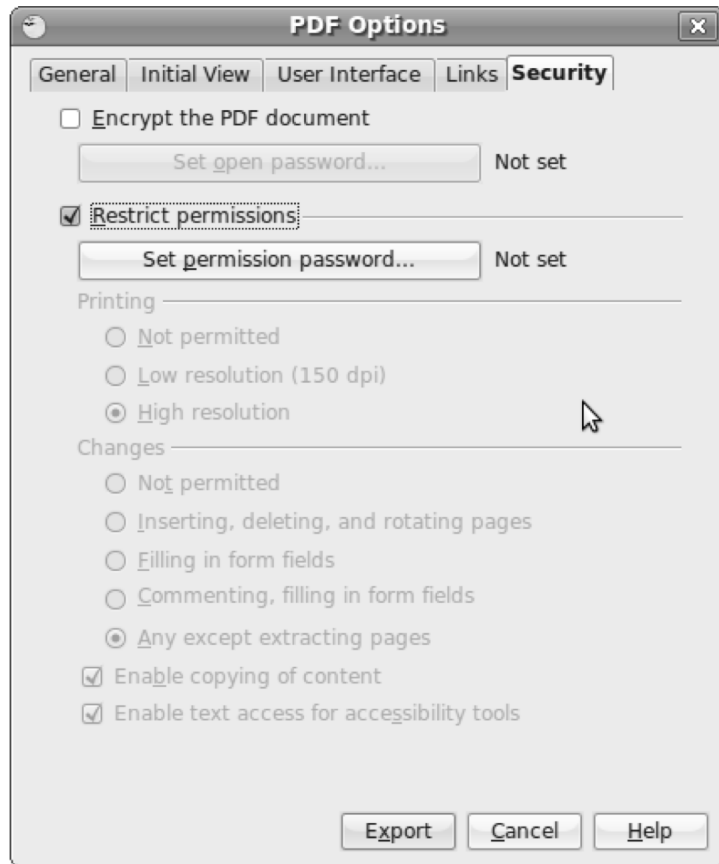 PDF Options
General Initial View User Interface Links Security
Encrypt the PDF document
Set open password... Not set
Restrict permissions
Set permission password... Not set
Printing
Not permitted
Low resolution (150 dpi)
High resolution
Changes
Not permitted
Inserting, deleting, and rotating pages
Filling in form fields
Commenting, filling in form fields
Any except extracting pages
Enable copying of content
Enable text access for accessibility tools
Export Cancel Help